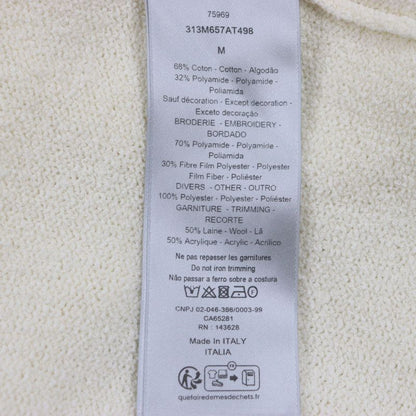 75969
313M657AT498
M
68% Coton - Cotton - Algodão
32% Polyamide - Polyamide -
Poliamida
Sauf décoration - Except decoration -
Exceto decoração
BRODERIE - EMBROIDERY -
BORDADO
70% Polyamide - Polyamide
30% Fibre Film Polyester - Polyester
Film Fiber - Poliéster
DIVERS - OTHER - OUTRO
100% Polyester - Polyester - Poliéster
GARNITURE - TRIMMING -
RECORTE
50% Laine - Wool - Lã
50% Acrylique - Acrylic - Acrílico
Ne pas repasser les garnitures
Do not iron trimming
Não passar a ferro sobre a costura
CNPJ 02-046-366/0003-99
CA65281
RN : 143628
Made in ITALY
ITALIA
FR
quefairedemesdechets.fr